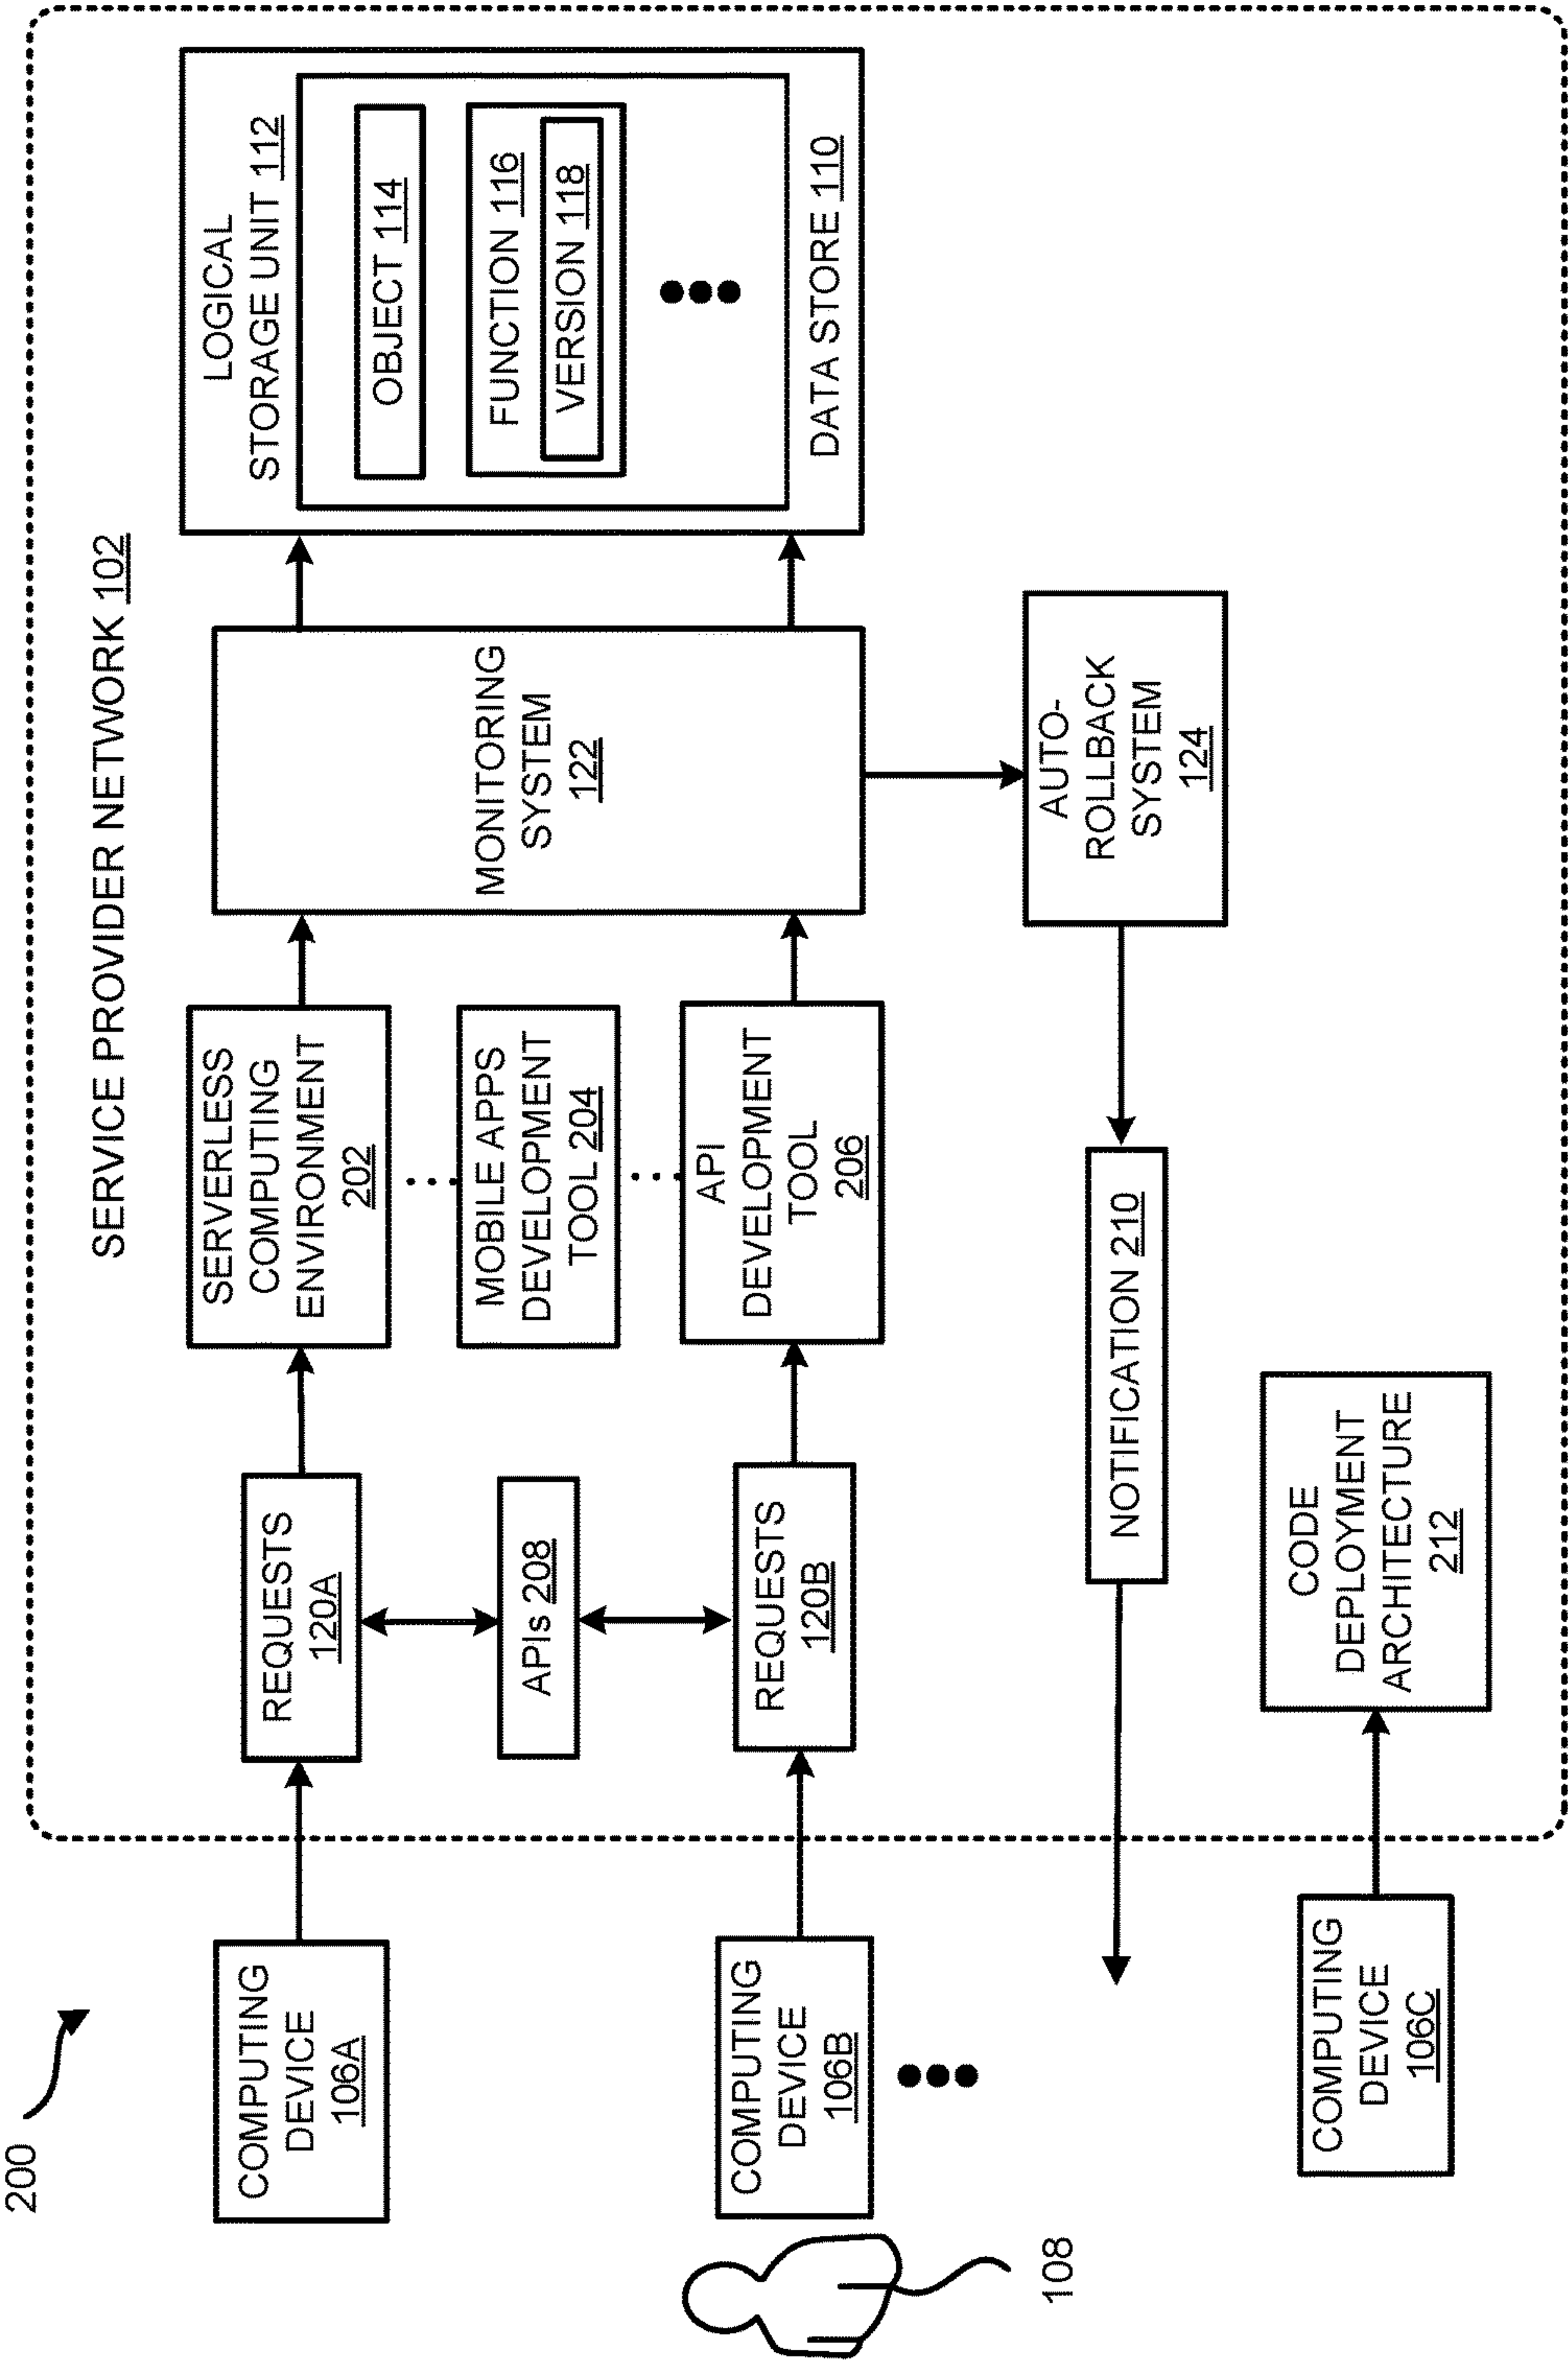 200
SERVICE PROVIDER NETWORK 102
COMPUTING
DEVICE
106A
REQUESTS
120A
SERVERLESS
COMPUTING
ENVIRONMENT
202
MONITORING
SYSTEM
122
LOGICAL
STORAGE UNIT 112
OBJECT 114
FUNCTION 116
VERSION 118
DATA STORE 110
APIs 208
MOBILE APPS
DEVELOPMENT
TOOL 204
COMPUTING
DEVICE
106B
REQUESTS
120B
API
DEVELOPMENT
TOOL
206
108
NOTIFICATION 210
AUTO-
ROLLBACK
SYSTEM
124
COMPUTING
DEVICE
106C
CODE
DEPLOYMENT
ARCHITECTURE
212